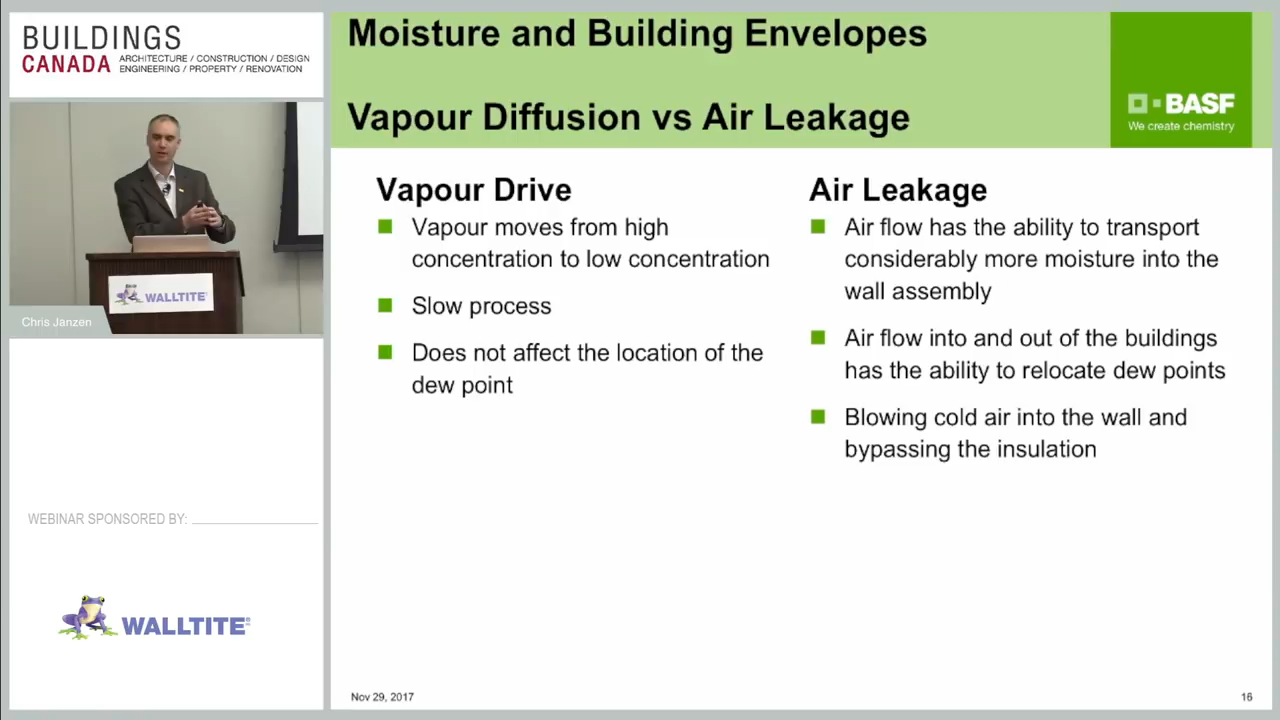 BUILDINGS
CANADA
ARCHITECTURE / CONSTRUCTION / DESIGN
ENGINEERING / PROPERTY / RENOVATION
WALLTITE
Chris Janzen
WEBINAR SPONSORED BY:
WALLTITE®
Moisture and Building Envelopes
Vapour Diffusion vs Air Leakage
BASF
We create chemistry
Vapour Drive
Vapour moves from high
concentration to low concentration
Slow process
Does not affect the location of the
dew point
Air Leakage
Air flow has the ability to transport
considerably more moisture into the
wall assembly
Air flow into and out of the buildings
has the ability to relocate dew points
Blowing cold air into the wall and
bypassing the insulation
Nov 29, 2017
16